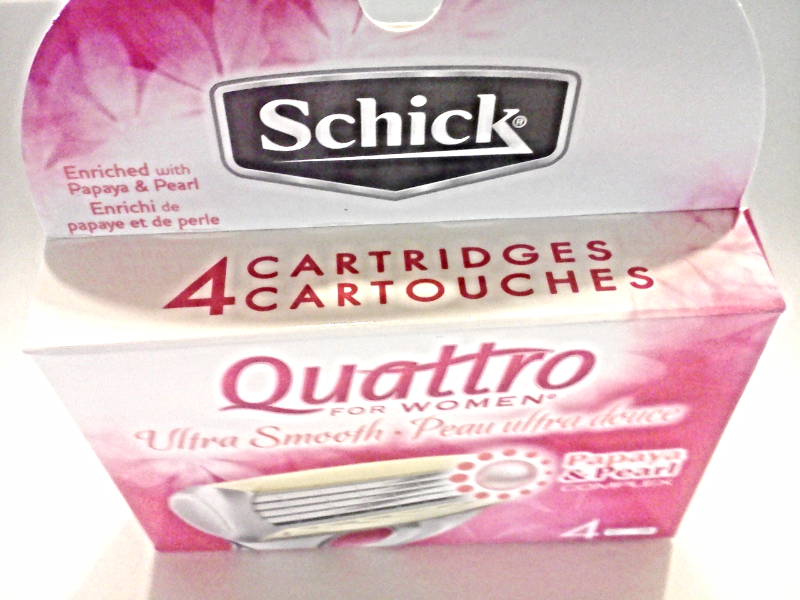 Schick®
Enriched with
Papaya & Pearl
Enrichi de
papaye et de perle
4 CARTRIDGES
CARTOUCHES
Quattro
FOR WOMEN®
Ultra Smooth • Peau ultra douce
Papaya
& Pearl
COMPLEX
4